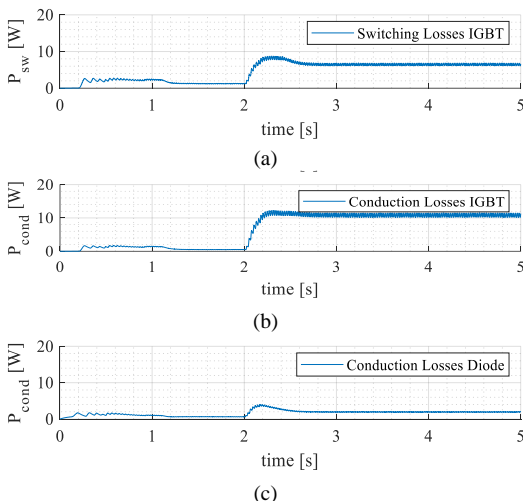 20
10
0
P_sw [W]
Switching Losses IGBT
0 1 2 3 4 5
time [s]
(a)
20
10
0
P_cond [W]
Conduction Losses IGBT
0 1 2 3 4 5
time [s]
(b)
20
10
0
P_cond [W]
Conduction Losses Diode
0 1 2 3 4 5
time [s]
(c)